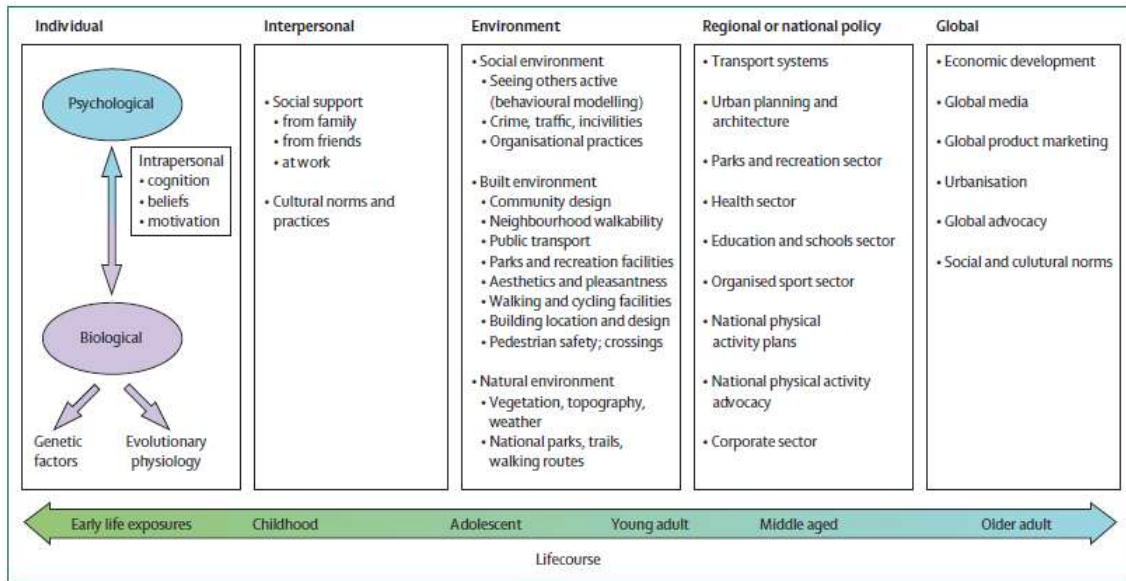 Individual
Psychological
Intrapersonal
• cognition
• beliefs
• motivation
Biological
Genetic
factors
Evolutionary
physiology
Interpersonal
• Social support
• from family
• from friends
• at work
• Cultural norms and
practices
Environment
• Social environment
• Seeing others active
(behavioural modelling)
• Crime, traffic, incivilities
• Organisational practices
• Built environment
• Community design
• Neighbourhood walkability
• Public transport
• Parks and recreation facilities
• Aesthetics and pleasantness
• Walking and cycling facilities
• Building location and design
• Pedestrian safety; crossings
• Natural environment
• Vegetation, topography,
weather
• National parks, trails,
walking routes
Regional or national policy
• Transport systems
• Urban planning and
architecture
• Parks and recreation sector
• Health sector
• Education and schools sector
• Organised sport sector
• National physical
activity plans
• National physical activity
advocacy
• Corporate sector
Global
• Economic development
• Global media
• Global product marketing
• Urbanisation
• Global advocacy
• Social and culutural norms
Early life exposures Childhood Adolescent Young adult Middle aged Older adult
Lifecourse